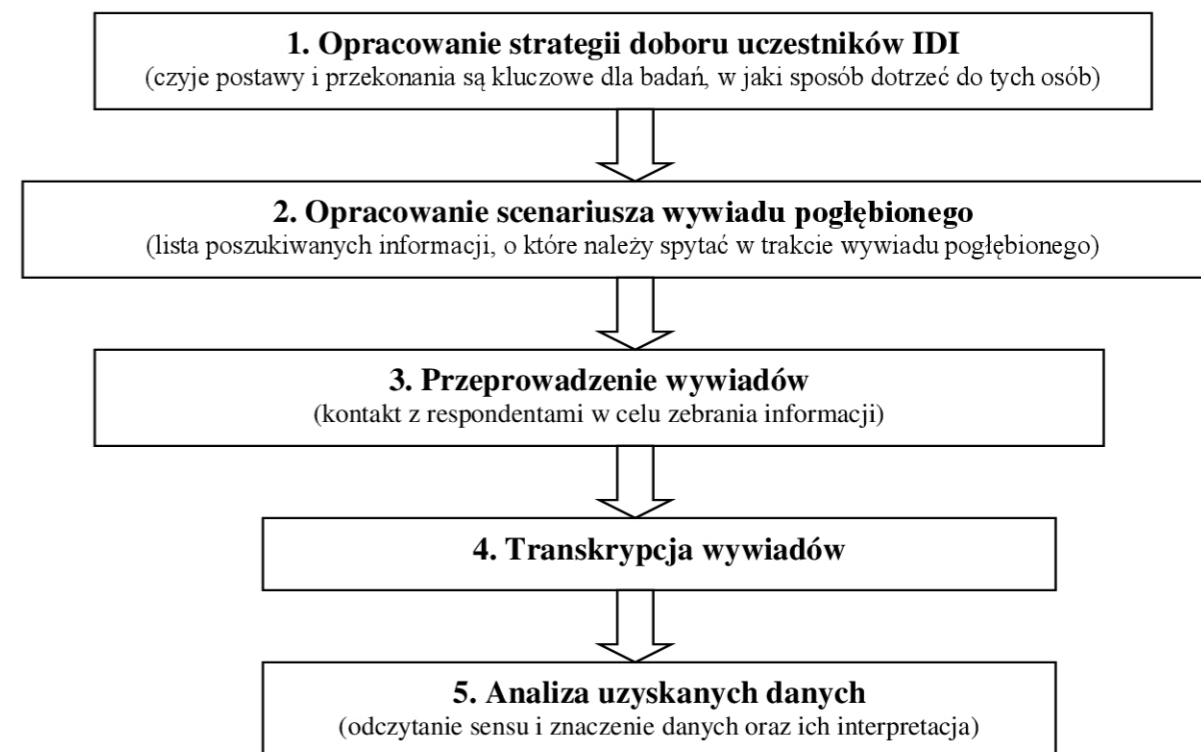 1. Opracowanie strategii doboru uczestników IDI
(czyje postawy i przekonania są kluczowe dla badań, w jaki sposób dotrzeć do tych osób)
2. Opracowanie scenariusza wywiadu pogłębionego
(lista poszukiwanych informacji, o które należy spytać w trakcie wywiadu pogłębionego)
3. Przeprowadzenie wywiadów
(kontakt z respondentami w celu zebrania informacji)
4. Transkrypcja wywiadów
5. Analiza uzyskanych danych
(odczytanie sensu i znaczenie danych oraz ich interpretacja)